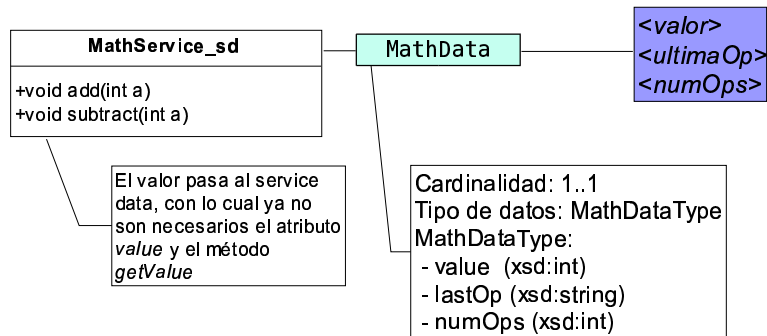 MathService_sd
+void add(int a)
+void subtract(int a)
MathData
<valor>
<ultimaOp>
<numOps>
El valor pasa al service
data, con lo cual ya no
son necesarios el atributo
value y el método
getValue
Cardinalidad: 1..1
Tipo de datos: MathDataType
MathDataType:
- value (xsd:int)
- lastOp (xsd:string)
- numOps (xsd:int)